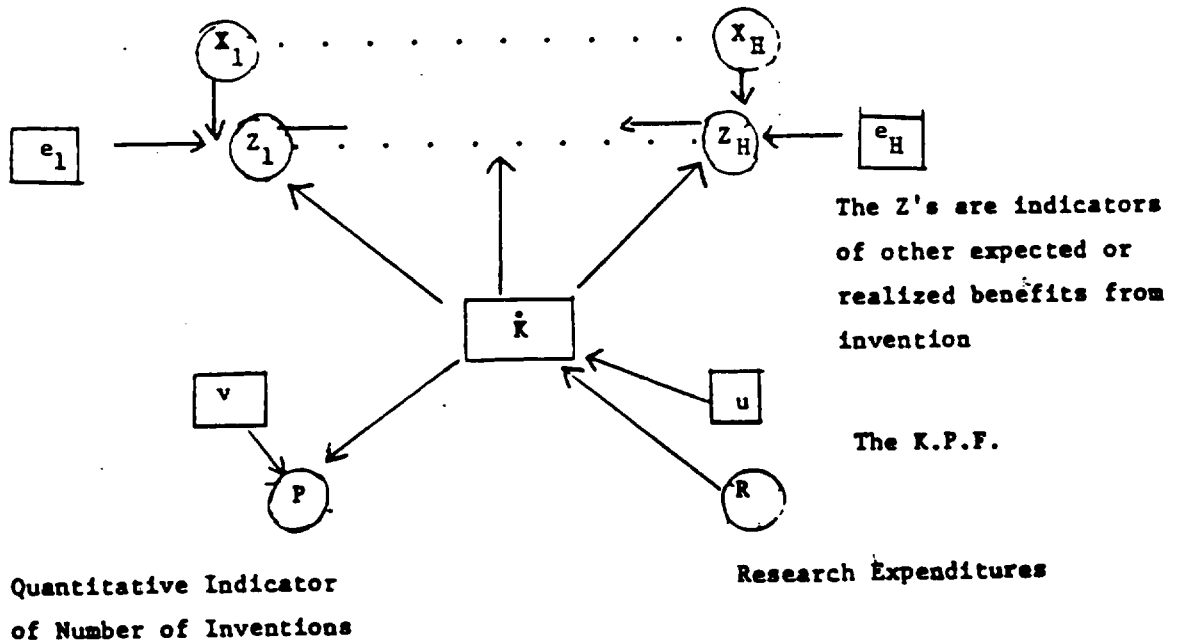 X1 . . . . . . . . . . XH
e1 Z1 . . . . . . . . . ZH eH
The Z's are indicators
of other expected or
realized benefits from
invention
K̇
v u
The K.P.F.
P R
Research Expenditures
Quantitative Indicator
of Number of Inventions